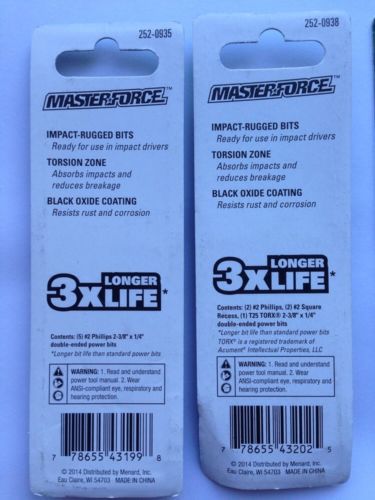 252-0935
MASTERFORCE™
IMPACT-RUGGED BITS
Ready for use in impact drivers
TORSION ZONE
Absorbs impacts and
reduces breakage
BLACK OXIDE COATING
Resists rust and corrosion
3X LONGER
LIFE*
Contents: (5) #2 Phillips 2-3/8" x 1/4"
double-ended power bits
*Longer bit life than standard power bits
WARNING: 1. Read and understand
power tool manual. 2. Wear
ANSI-compliant eye, respiratory and
hearing protection.
7 78655 43199 8
© 2014 Distributed by Menard, Inc.
Eau Claire, WI 54703 MADE IN CHINA
252-0938
MASTERFORCE™
IMPACT-RUGGED BITS
Ready for use in impact drivers
TORSION ZONE
Absorbs impacts and
reduces breakage
BLACK OXIDE COATING
Resists rust and corrosion
3X LONGER
LIFE*
Contents: (2) #2 Phillips, (2) #2 Square
Recess, (1) T25 TORX® 2-3/8" x 1/4"
double-ended power bits
*Longer bit life than standard power bits
TORX® is a registered trademark of
Acument® Intellectual Properties, LLC
WARNING: 1. Read and understand
power tool manual. 2. Wear
ANSI-compliant eye, respiratory and
hearing protection.
7 78655 43202 5
© 2014 Distributed by Menard, Inc.
Eau Claire, WI 54703 MADE IN CHINA